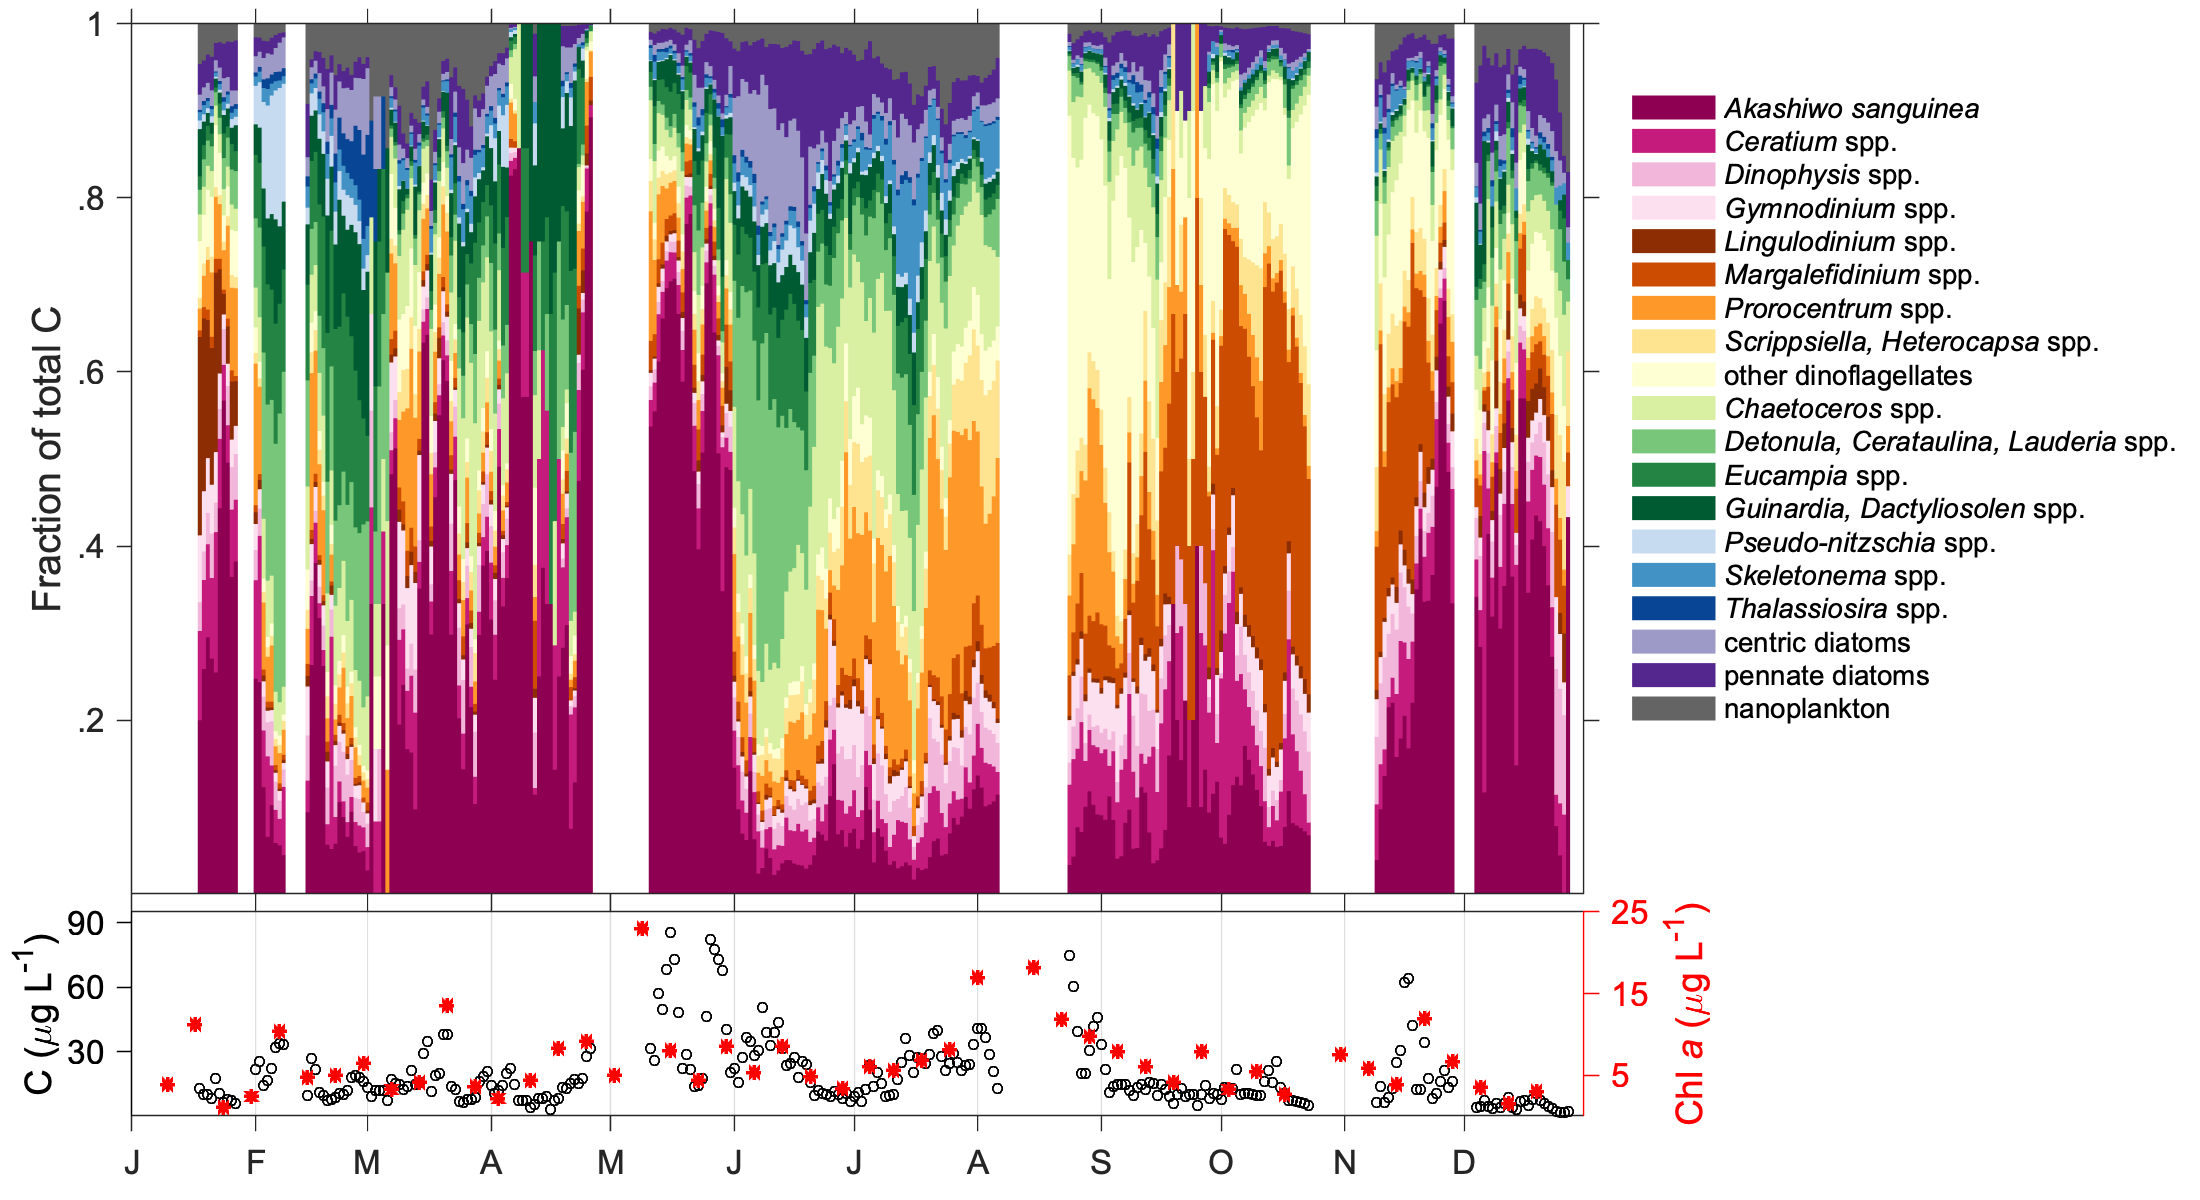 1
.8
.6
.4
.2
Fraction of total C
Akashiwo sanguinea
Ceratium spp.
Dinophysis spp.
Gymnodinium spp.
Lingulodinium spp.
Margalefidinium spp.
Prorocentrum spp.
Scrippsiella, Heterocapsa spp.
other dinoflagellates
Chaetoceros spp.
Detonula, Cerataulina, Lauderia spp.
Eucampia spp.
Guinardia, Dactyliosolen spp.
Pseudo-nitzschia spp.
Skeletonema spp.
Thalassiosira spp.
centric diatoms
pennate diatoms
nanoplankton
90
60
30
C (μg L⁻¹)
25
15
5
Chl a (μg L⁻¹)
J F M A M J J A S O N D